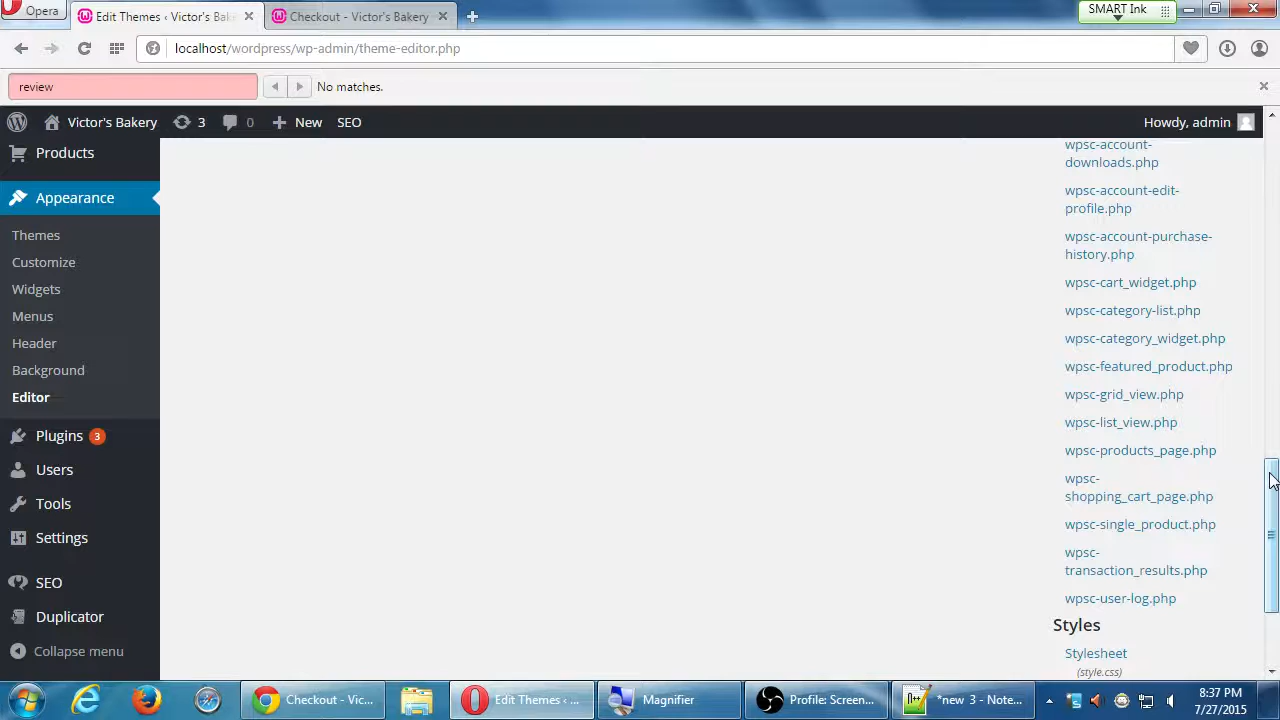 Opera
Edit Themes ‹ Victor's Bake
Checkout - Victor's Bakery
SMART Ink
localhost/wordpress/wp-admin/theme-editor.php
review
No matches.
Victor's Bakery
3
0
New
SEO
Howdy, admin
Products
Appearance
Themes
Customize
Widgets
Menus
Header
Background
Editor
Plugins 3
Users
Tools
Settings
SEO
Duplicator
Collapse menu
wpsc-account-
downloads.php
wpsc-account-edit-
profile.php
wpsc-account-purchase-
history.php
wpsc-cart_widget.php
wpsc-category-list.php
wpsc-category_widget.php
wpsc-featured_product.php
wpsc-grid_view.php
wpsc-list_view.php
wpsc-products_page.php
wpsc-
shopping_cart_page.php
wpsc-single_product.php
wpsc-
transaction_results.php
wpsc-user-log.php
Styles
Stylesheet
(style.css)
Checkout - Vic...
Edit Themes ‹ ...
Magnifier
Profile: Screen...
*new 3 - Note...
8:37 PM
7/27/2015